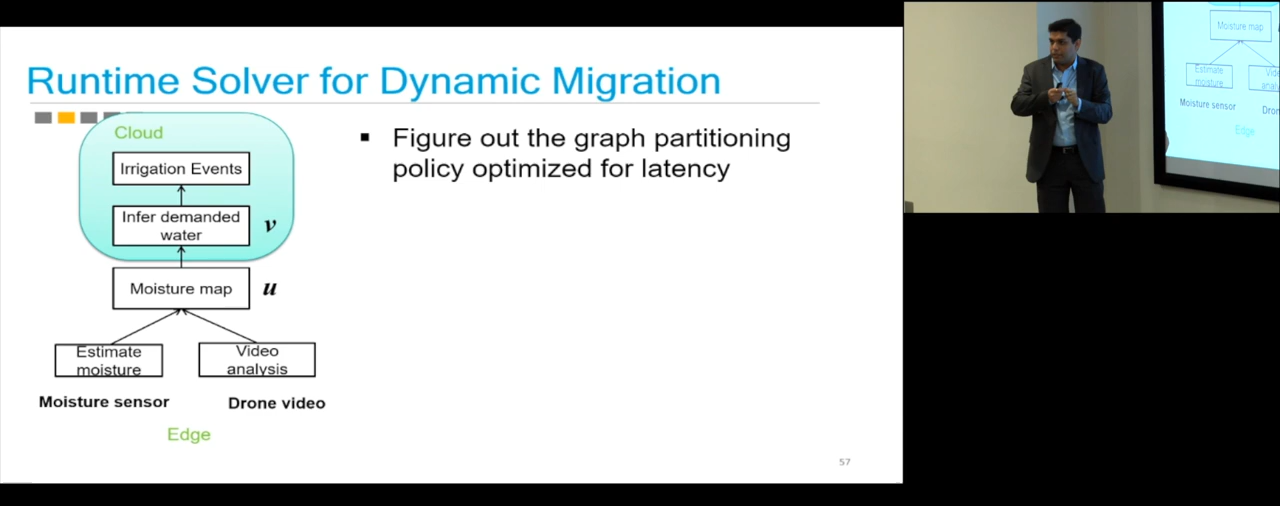 Runtime Solver for Dynamic Migration
Cloud
Irrigation Events
Infer demanded
water
v
Moisture map
u
Estimate
moisture
Video
analysis
Moisture sensor
Drone video
Edge
▪ Figure out the graph partitioning
policy optimized for latency
57
Moisture map
Estimate
moisture
Moisture sensor
Edge